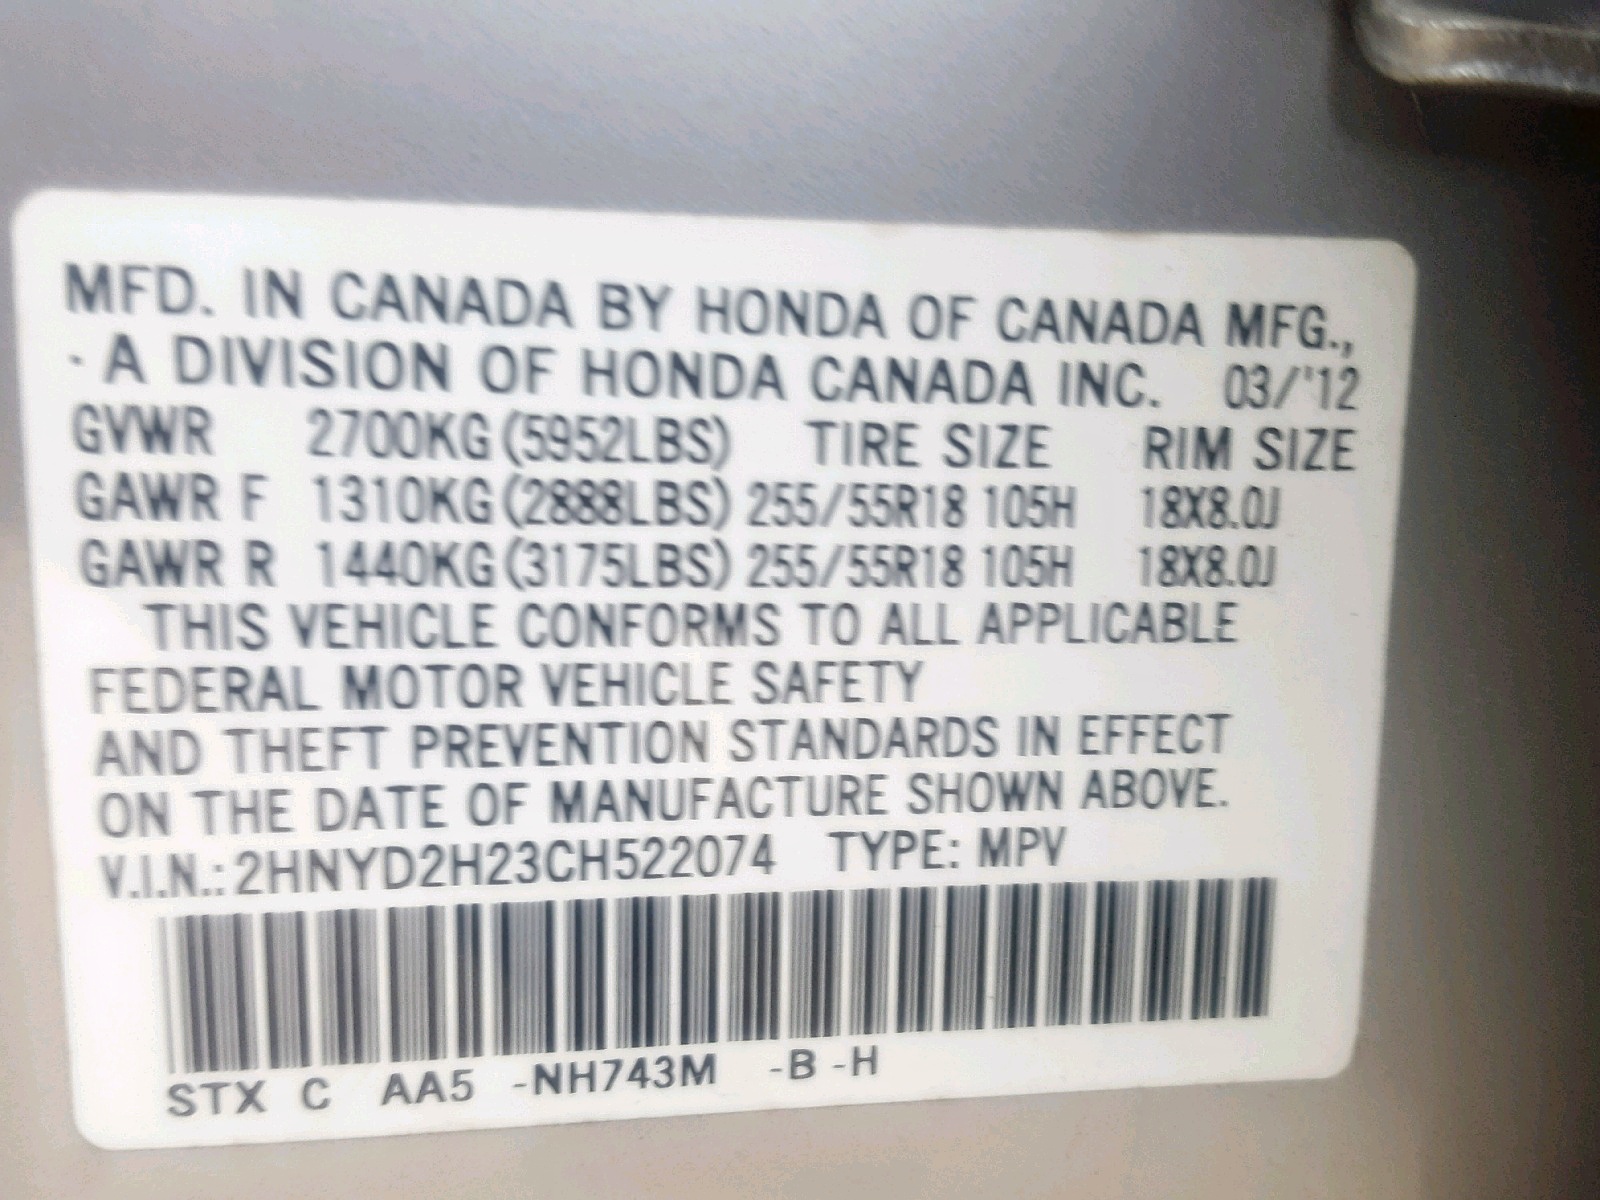 MFD. IN CANADA BY HONDA OF CANADA MFG.,
· A DIVISION OF HONDA CANADA INC. 03/'12
GVWR 2700KG(5952LBS) TIRE SIZE RIM SIZE
GAWR F 1310KG(2888LBS) 255/55R18 105H 18X8.0J
GAWR R 1440KG(3175LBS) 255/55R18 105H 18X8.0J
THIS VEHICLE CONFORMS TO ALL APPLICABLE
FEDERAL MOTOR VEHICLE SAFETY
AND THEFT PREVENTION STANDARDS IN EFFECT
ON THE DATE OF MANUFACTURE SHOWN ABOVE.
V.I.N.: 2HNYD2H23CH522074 TYPE: MPV
STX C AA5 -NH743M -B -H